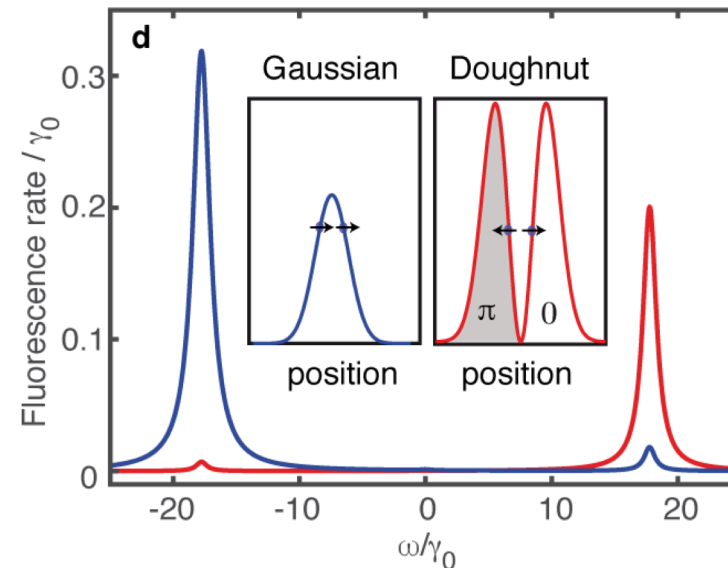 d
Gaussian
Doughnut
π
0
position
position
Fluorescence rate / γ₀
0.3
0.2
0.1
0
-20
-10
0
10
20
ω/γ₀